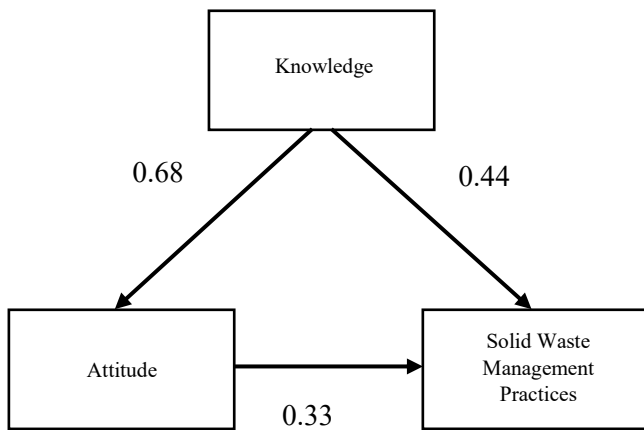 Knowledge
0.68
0.44
Attitude
Solid Waste
Management
Practices
0.33